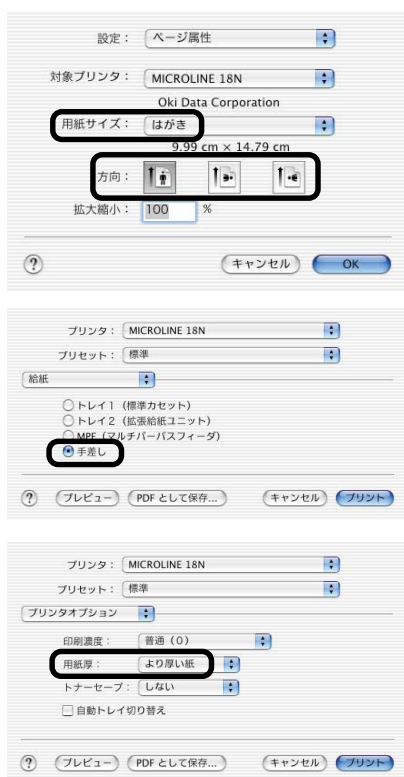 設定： ページ属性
対象プリンタ： MICROLINE 18N
Oki Data Corporation
用紙サイズ： はがき
9.99 cm × 14.79 cm
方向：
拡大縮小： 100 %
? キャンセル OK
プリンタ： MICROLINE 18N
プリセット： 標準
給紙
トレイ1（標準カセット）
トレイ2（拡張給紙ユニット）
MPF（マルチパーパスフィーダ）
手差し
? プレビュー PDF として保存... キャンセル プリント
プリンタ： MICROLINE 18N
プリセット： 標準
プリンタオプション
印刷濃度： 普通（0）
用紙厚： より厚い紙
トナーセーブ： しない
自動トレイ切り替え
? プレビュー PDF として保存... キャンセル プリント